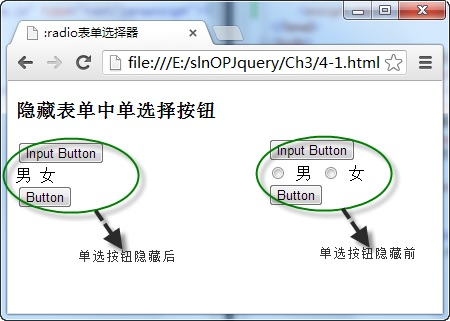 :radio表单选择器
file:///E:/slnOPJquery/Ch3/4-1.html
隐藏表单中单选择按钮
Input Button
男 女
Button
单选按钮隐藏后
Input Button
男 女
Button
单选按钮隐藏前